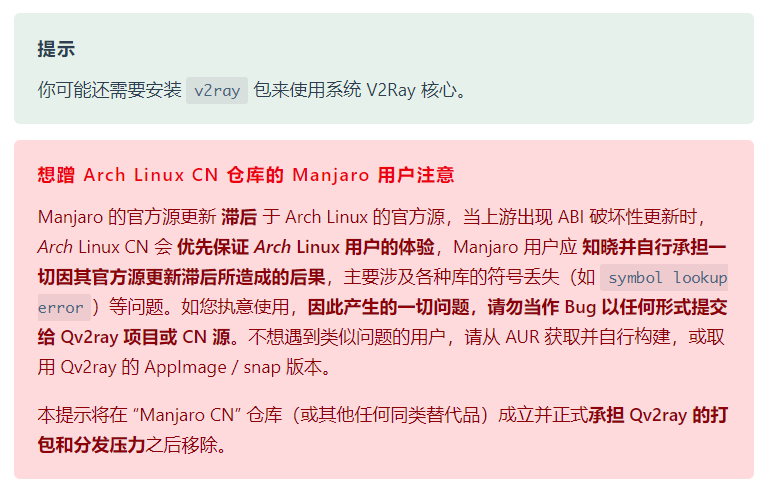 提示
你可能还需要安装 v2ray 包来使用系统 V2Ray 核心。
想蹭 Arch Linux CN 仓库的 Manjaro 用户注意
Manjaro 的官方源更新 滞后 于 Arch Linux 的官方源，当上游出现 ABI 破坏性更新时，
Arch Linux CN 会 优先保证 Arch Linux 用户的体验，Manjaro 用户应 知晓并自行承担一
切因其官方源更新滞后所造成的后果，主要涉及各种库的符号丢失（如 symbol lookup
error）等问题。如您执意使用，因此产生的一切问题，请勿当作 Bug 以任何形式提交
给 Qv2ray 项目或 CN 源。不想遇到类似问题的用户，请从 AUR 获取并自行构建，或取
用 Qv2ray 的 AppImage / snap 版本。
本提示将在 “Manjaro CN” 仓库（或其他任何同类替代品）成立并正式承担 Qv2ray 的打
包和分发压力之后移除。